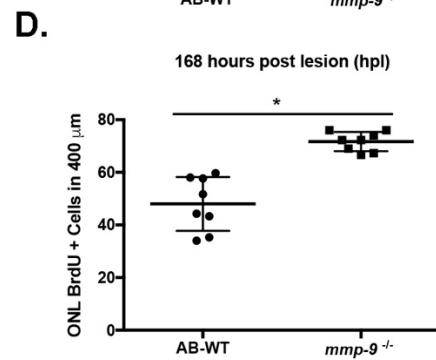 AB-WT mmp-9 -/-
D.
168 hours post lesion (hpl)
*
ONL BrdU + Cells in 400 μm
80
60
40
20
0
AB-WT mmp-9 -/-